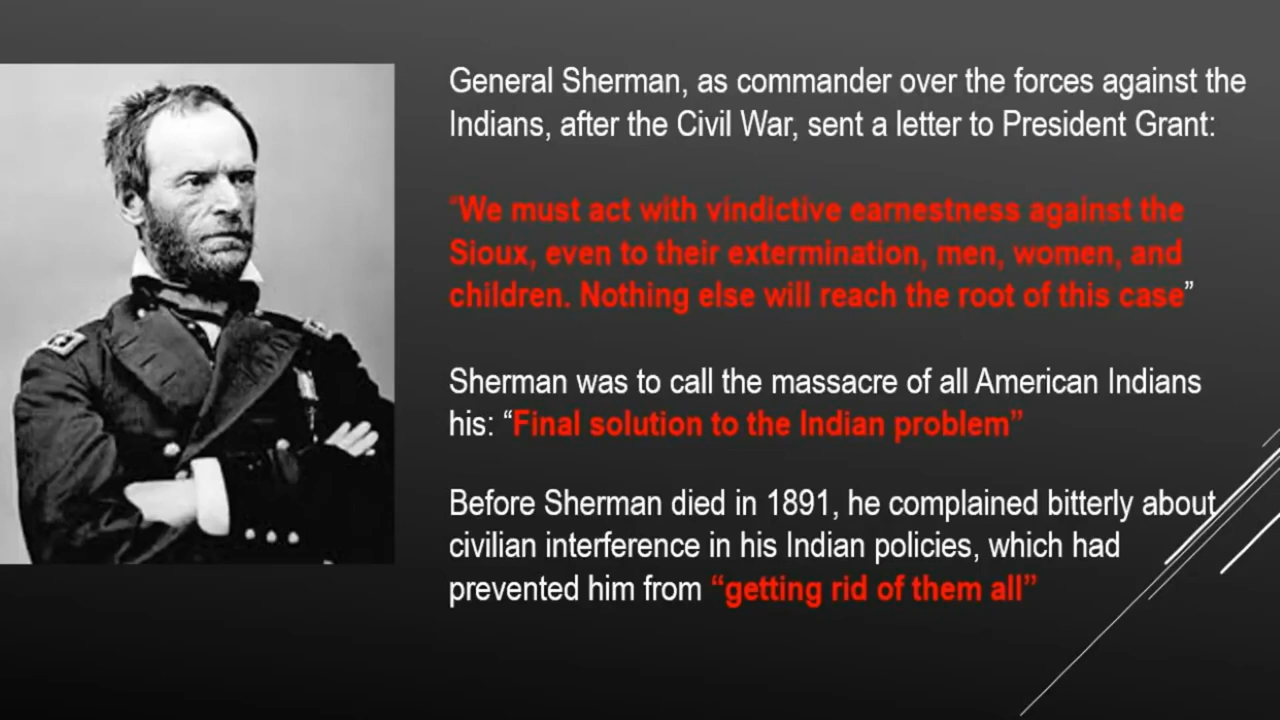 General Sherman, as commander over the forces against the
Indians, after the Civil War, sent a letter to President Grant:
“We must act with vindictive earnestness against the
Sioux, even to their extermination, men, women, and
children. Nothing else will reach the root of this case”
Sherman was to call the massacre of all American Indians
his: “Final solution to the Indian problem”
Before Sherman died in 1891, he complained bitterly about
civilian interference in his Indian policies, which had
prevented him from “getting rid of them all”